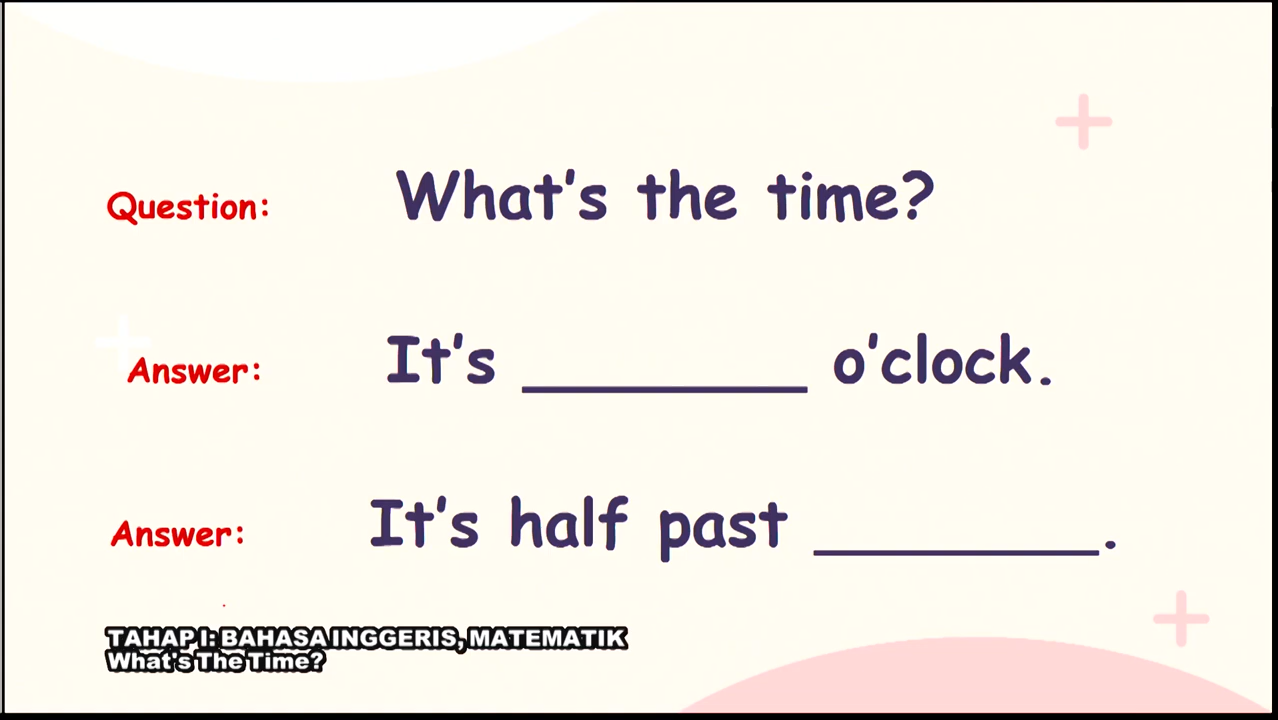 Question: What's the time?
Answer: It's ________ o'clock.
Answer: It's half past ________.
TAHAP I: BAHASA INGGERIS, MATEMATIK
What's The Time?